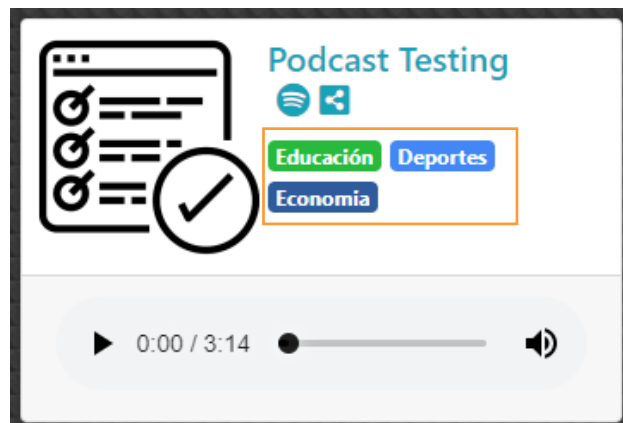 Podcast Testing
Educación Deportes
Economia
0:00 / 3:14